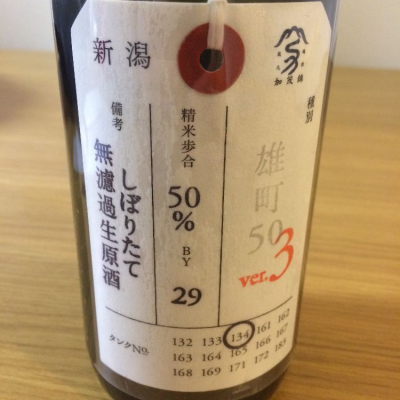 新潟
加茂錦
種別
雄町50
ver.3
精米歩合
50%
BY
29
備考
しぼりたて
無濾過生原酒
タンクNo.
132 133 134 161 162
163 164 165 166 167
168 169 171 172 183